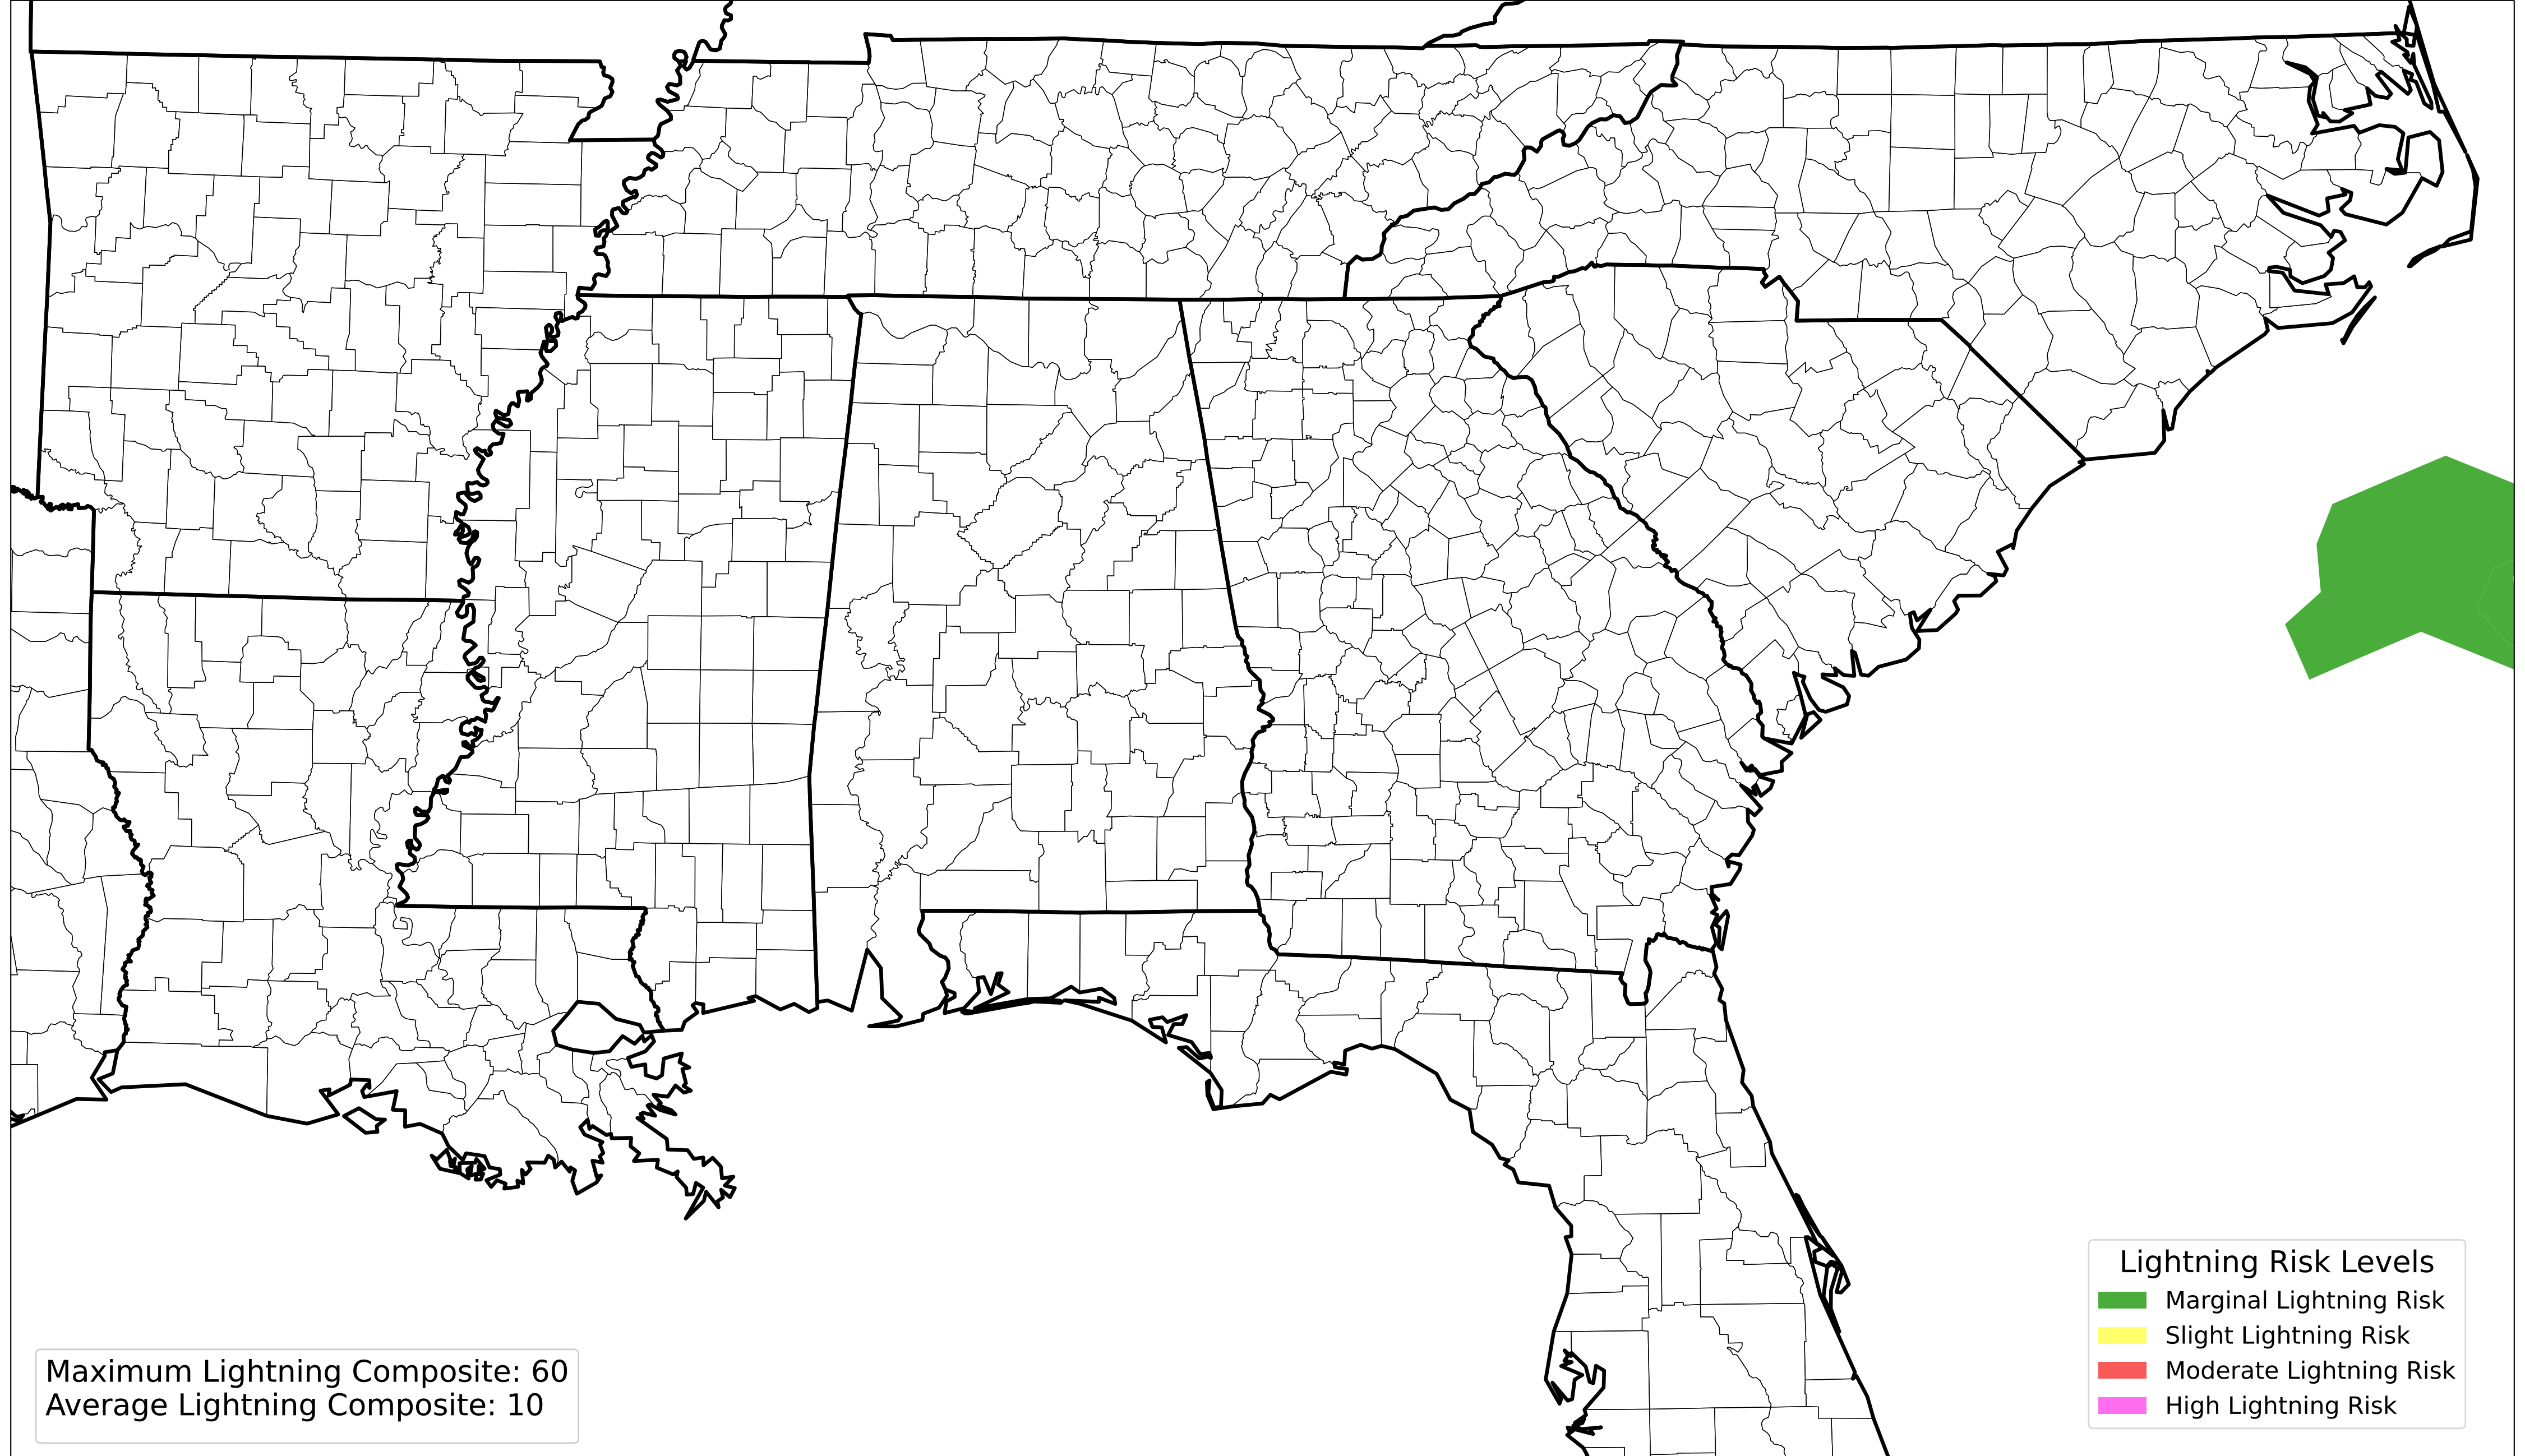 Lightning Risk Levels
Marginal Lightning Risk
Slight Lightning Risk
Moderate Lightning Risk
High Lightning Risk
Maximum Lightning Composite: 60
Average Lightning Composite: 10